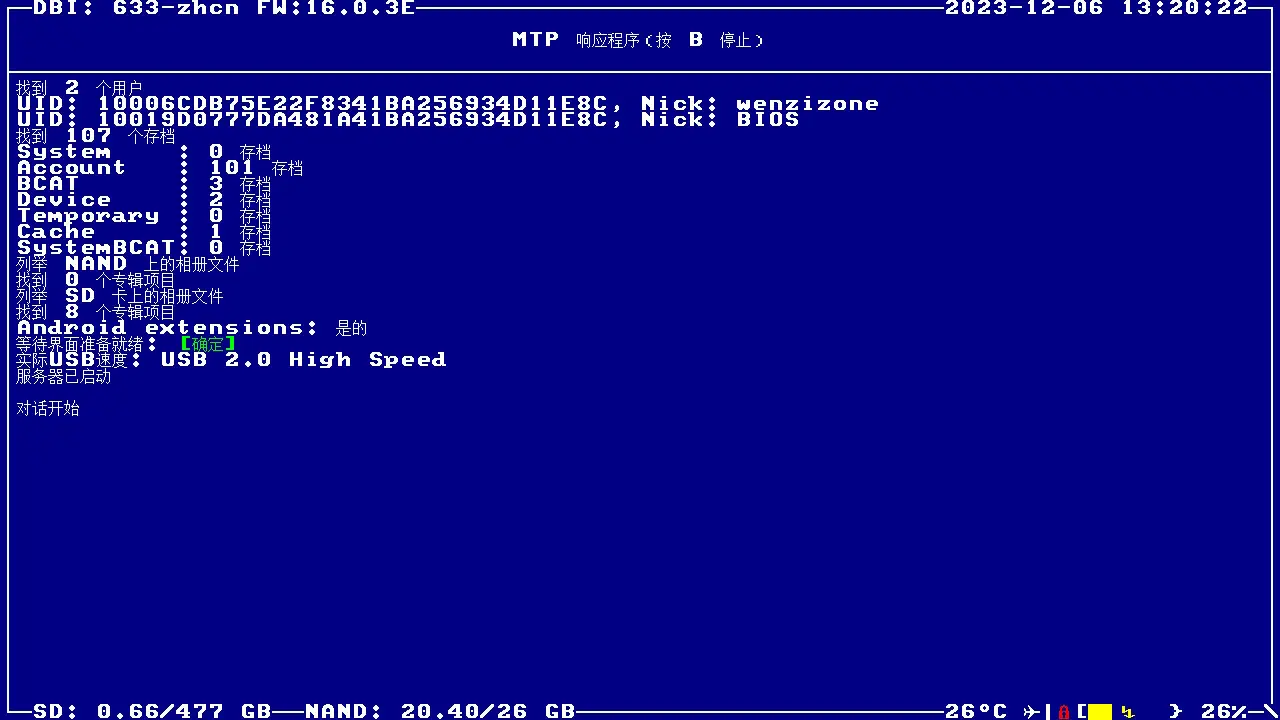 DBI: 633-zhcn FW:16.0.3E 2023-12-06 13:20:22
MTP 响应程序(按 B 停止)
找到 2 个用户
UID: 10006CDB75E22F8341BA256934D11E8C, Nick: wenzizone
UID: 10019D0777DA481A41BA256934D11E8C, Nick: BIOS
找到 107 个存档
System : 0 存档
Account : 101 存档
BCAT : 3 存档
Device : 2 存档
Temporary : 0 存档
Cache : 1 存档
SystemBCAT: 0 存档
列举 NAND 上的相册文件
找到 0 个专辑项目
列举 SD 卡上的相册文件
找到 8 个专辑项目
Android extensions: 是的
等待界面准备就绪: [确定]
实际USB速度: USB 2.0 High Speed
服务器已启动
对话开始
SD: 0.66/477 GB NAND: 20.40/26 GB 26°C 26%